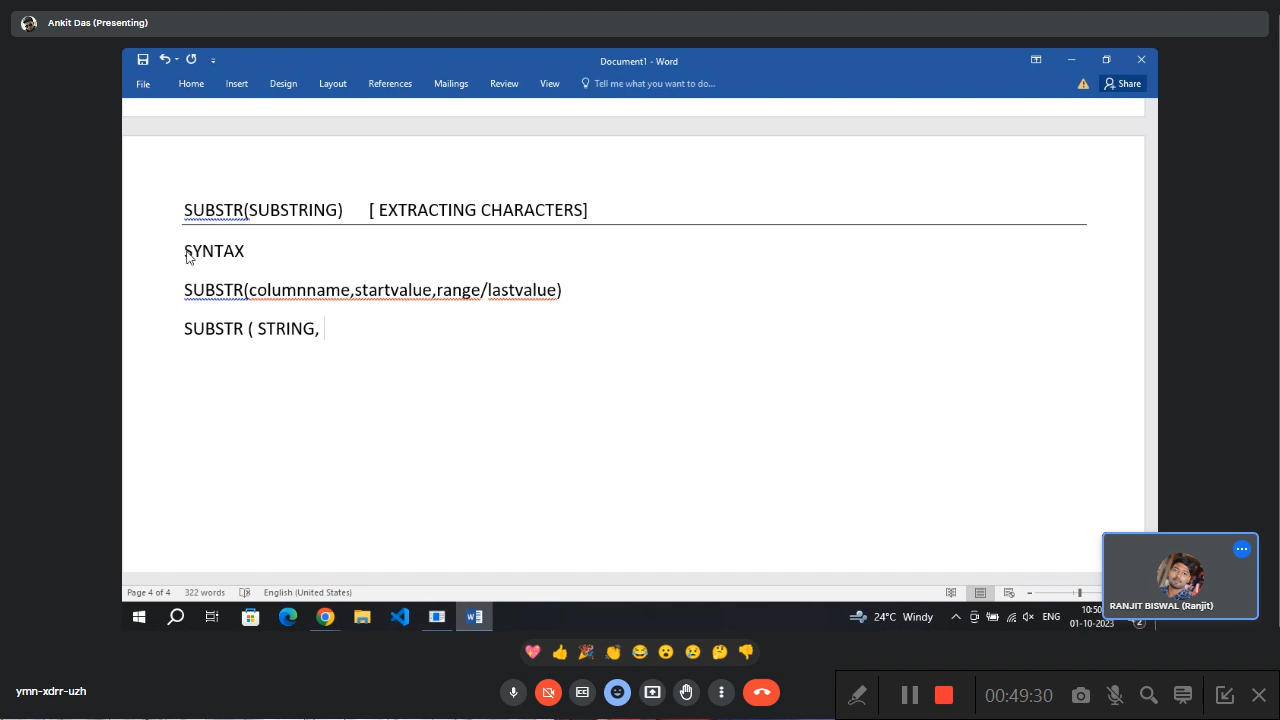 Ankit Das (Presenting)
Document1 - Word
File Home Insert Design Layout References Mailings Review View Tell me what you want to do... Share
SUBSTR(SUBSTRING) [ EXTRACTING CHARACTERS]
SYNTAX
SUBSTR(columnname,startvalue,range/lastvalue)
SUBSTR ( STRING,
RANJIT BISWAL (Ranjit)
Page 4 of 4 322 words English (United States)
24°C Windy ENG
10:50
01-10-2023
ymn-xdrr-uzh
00:49:30